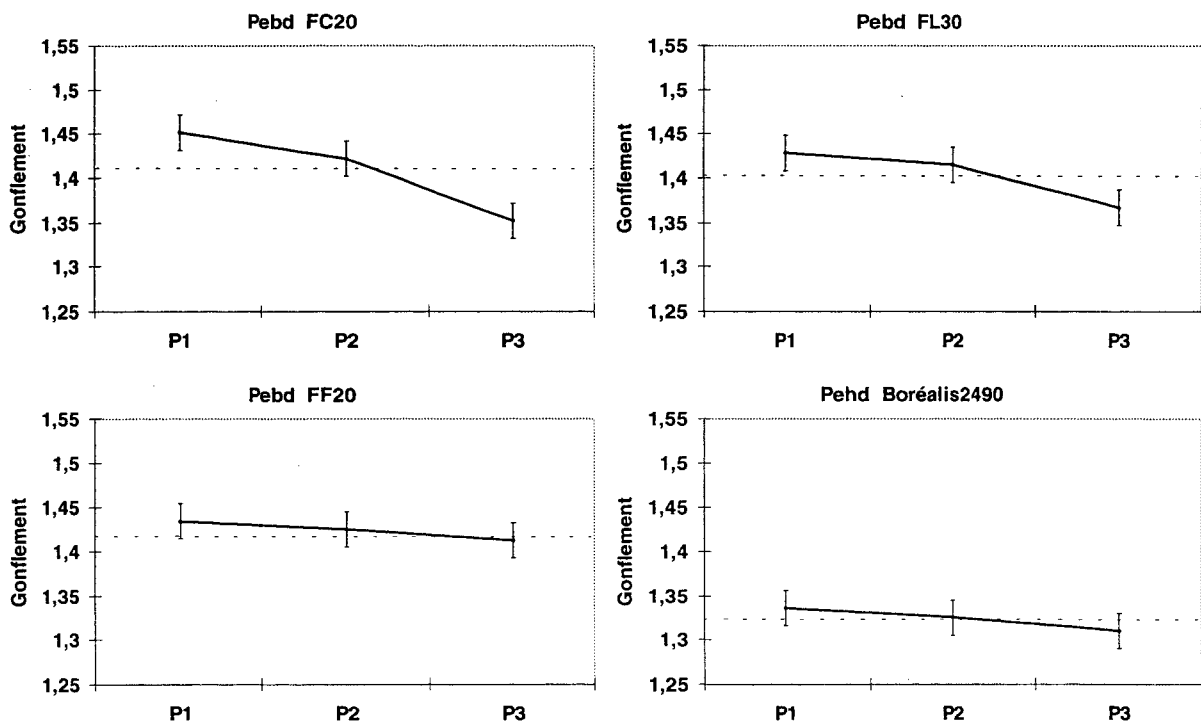 Pebd FC20
Gonflement
1,55
1,5
1,45
1,4
1,35
1,3
1,25
P1 P2 P3
Pebd FL30
Gonflement
1,55
1,5
1,45
1,4
1,35
1,3
1,25
P1 P2 P3
Pebd FF20
Gonflement
1,55
1,5
1,45
1,4
1,35
1,3
1,25
P1 P2 P3
Pehd Boréalis2490
Gonflement
1,55
1,5
1,45
1,4
1,35
1,3
1,25
P1 P2 P3